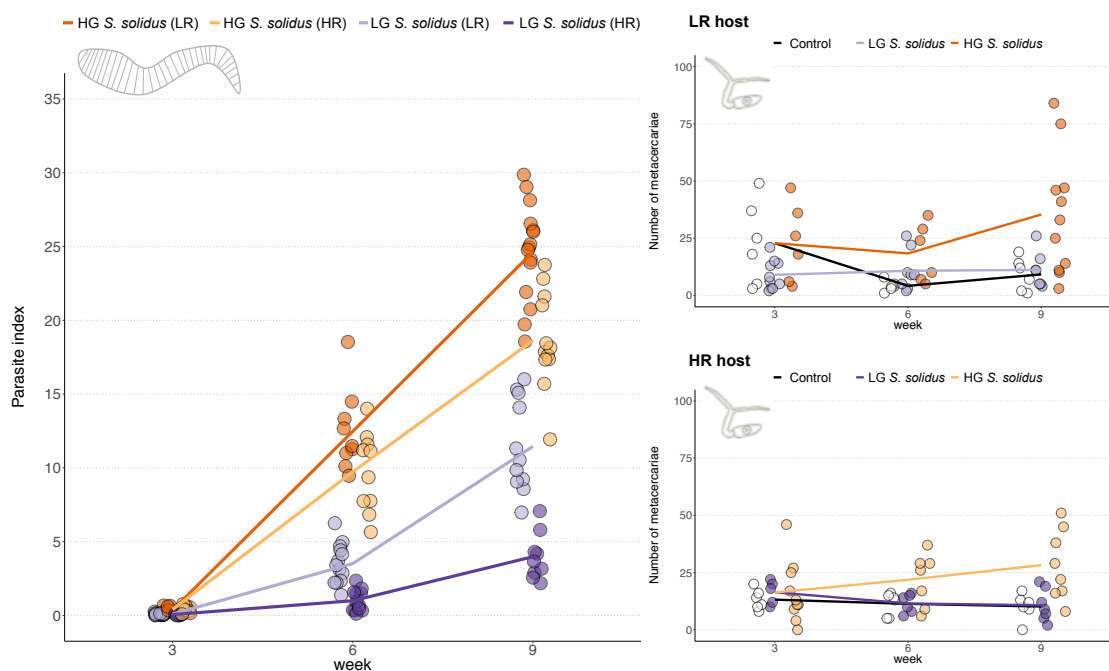 HG S. solidus (LR) HG S. solidus (HR) LG S. solidus (LR) LG S. solidus (HR)
Parasite index
35
30
25
20
15
10
5
0
3 6 9
week
LR host
Control LG S. solidus HG S. solidus
Number of metacercariae
100
75
50
25
0
3 6 9
week
HR host
Control LG S. solidus HG S. solidus
Number of metacercariae
100
75
50
25
0
3 6 9
week